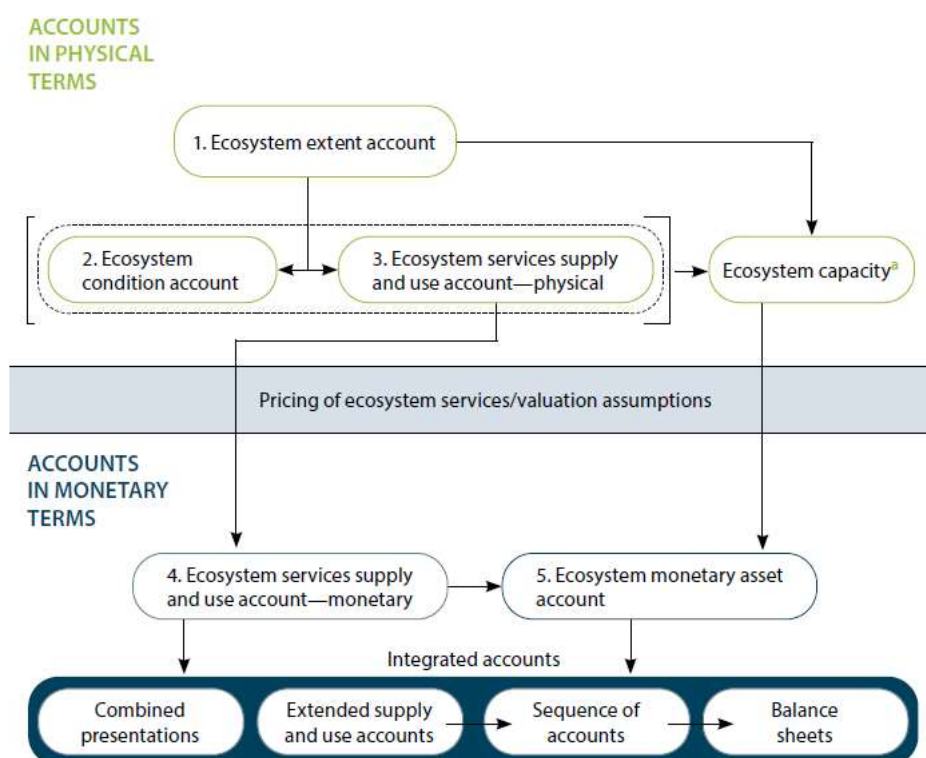 ACCOUNTS
IN PHYSICAL
TERMS
1. Ecosystem extent account
2. Ecosystem
condition account
3. Ecosystem services supply
and use account—physical
Ecosystem capacityᵃ
Pricing of ecosystem services/valuation assumptions
ACCOUNTS
IN MONETARY
TERMS
4. Ecosystem services supply
and use account—monetary
5. Ecosystem monetary asset
account
Integrated accounts
Combined
presentations
Extended supply
and use accounts
Sequence of
accounts
Balance
sheets